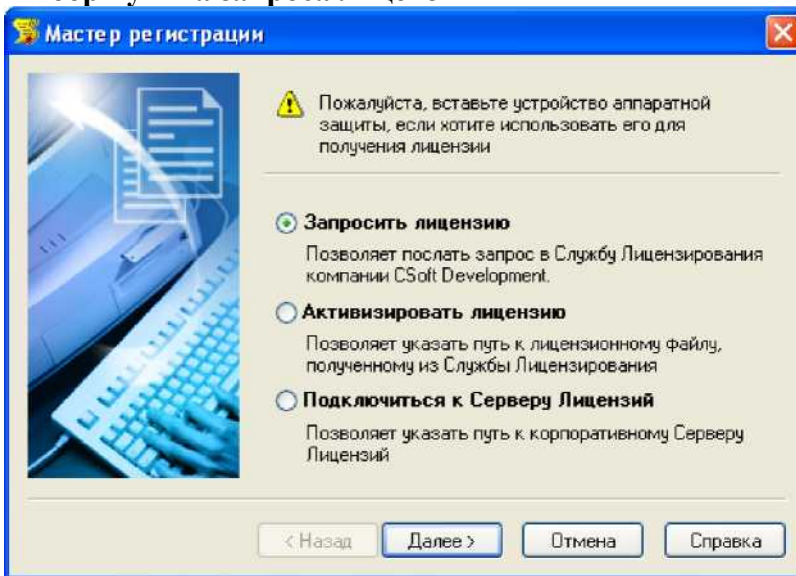 Мастер регистрации
Пожалуйста, вставьте устройство аппаратной
защиты, если хотите использовать его для
получения лицензии
Запросить лицензию
Позволяет послать запрос в Службу Лицензирования
компании CSoft Development.
Активизировать лицензию
Позволяет указать путь к лицензионному файлу,
полученному из Службы Лицензирования
Подключиться к Серверу Лицензий
Позволяет указать путь к корпоративному Серверу
Лицензий
< Назад Далее > Отмена Справка